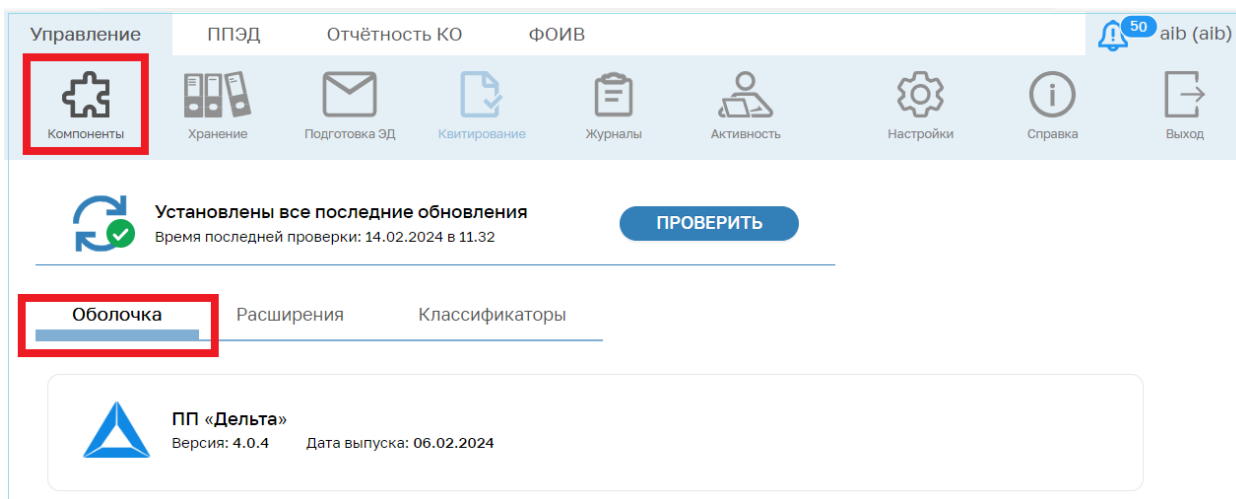 Управление ППЭД Отчётность КО ФОИВ 50 aib (aib)
Компоненты Хранение Подготовка ЭД Квитирование Журналы Активность Настройки Справка Выход
Установлены все последние обновления
Время последней проверки: 14.02.2024 в 11.32
ПРОВЕРИТЬ
Оболочка Расширения Классификаторы
ПП «Дельта»
Версия: 4.0.4 Дата выпуска: 06.02.2024